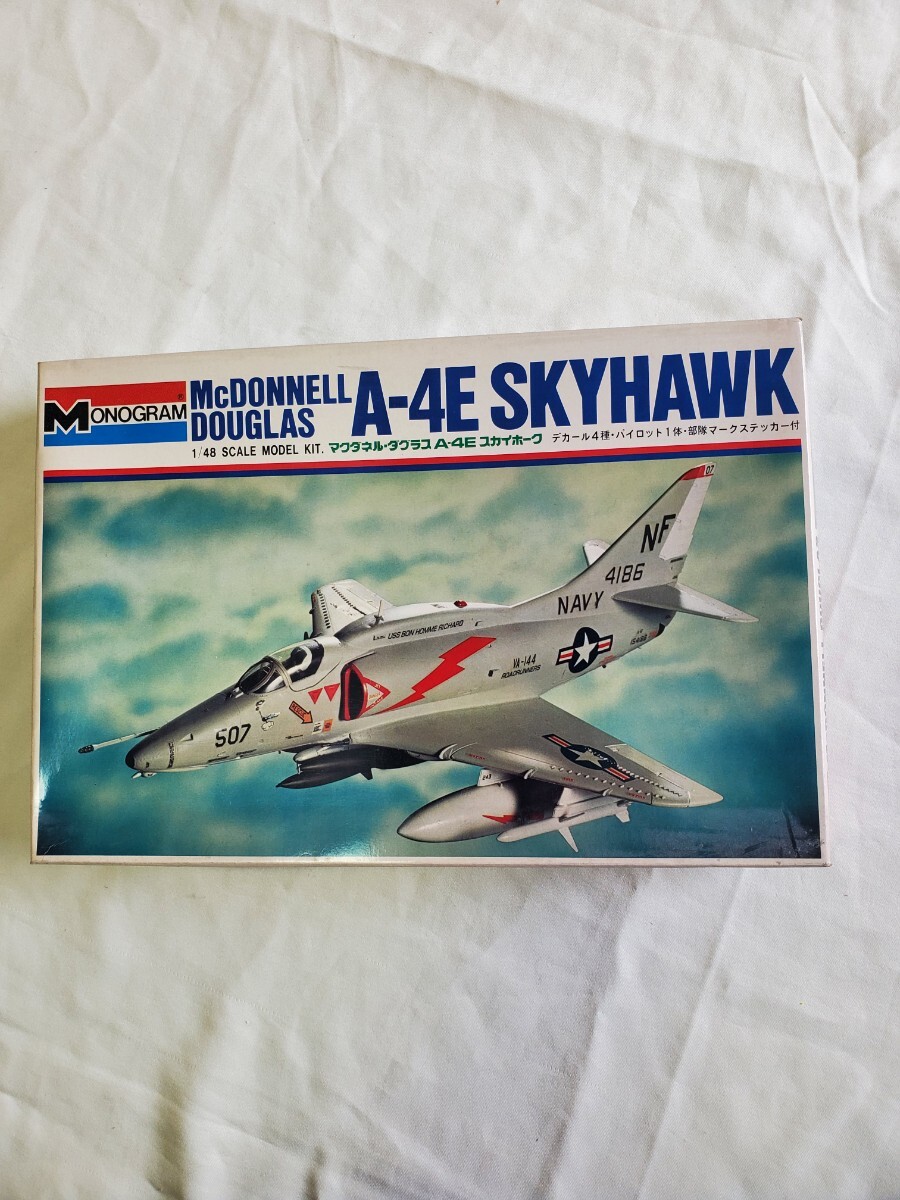 MONOGRAM®
McDONNELL DOUGLAS
A-4E SKYHAWK
1/48 SCALE MODEL KIT. マクダネル・ダグラス A-4E スカイホーク デカール4種・パイロット1体・部隊マークステッカー付
07
NF
4186
NAVY
USS BON HOMME RICHARD
VA-144
ROADRUNNERS
507
243